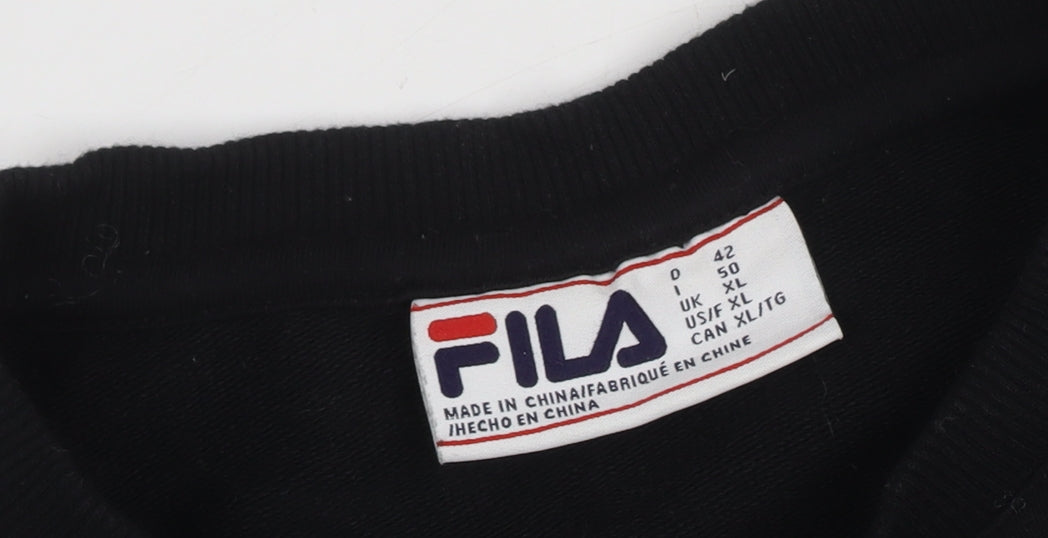 FILA
D 42
I 50
UK XL
US/F XL
CAN XL/TG
MADE IN CHINA/FABRIQUÉ EN CHINE
/HECHO EN CHINA